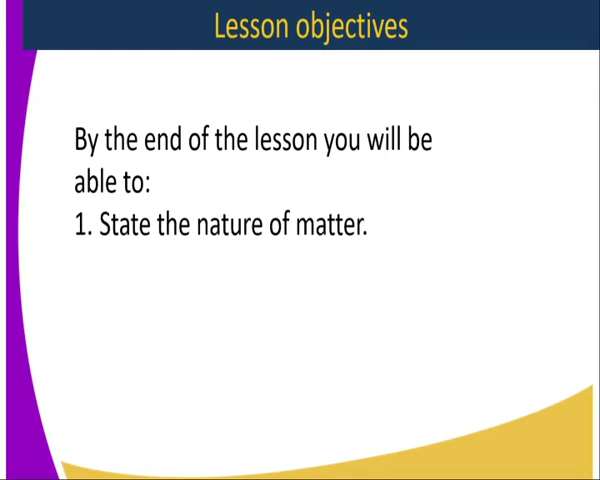 Lesson objectives
By the end of the lesson you will be
able to:
1. State the nature of matter.